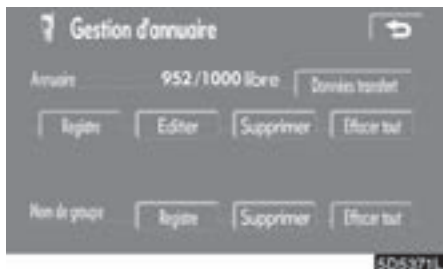 Gestion d'annuaire
Annuaire 952/1000 libre Données transfert
Registre Editer Supprimer Effacer tout
Nom de groupe Registre Supprimer Effacer tout
5D5371L